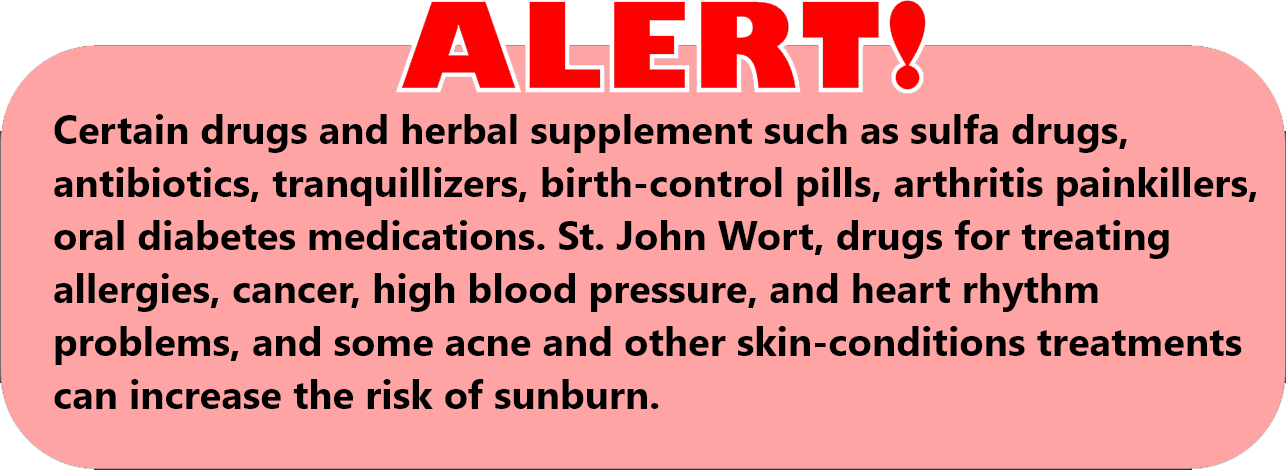 ALERT!
Certain drugs and herbal supplement such as sulfa drugs,
antibiotics, tranquillizers, birth-control pills, arthritis painkillers,
oral diabetes medications. St. John Wort, drugs for treating
allergies, cancer, high blood pressure, and heart rhythm
problems, and some acne and other skin-conditions treatments
can increase the risk of sunburn.